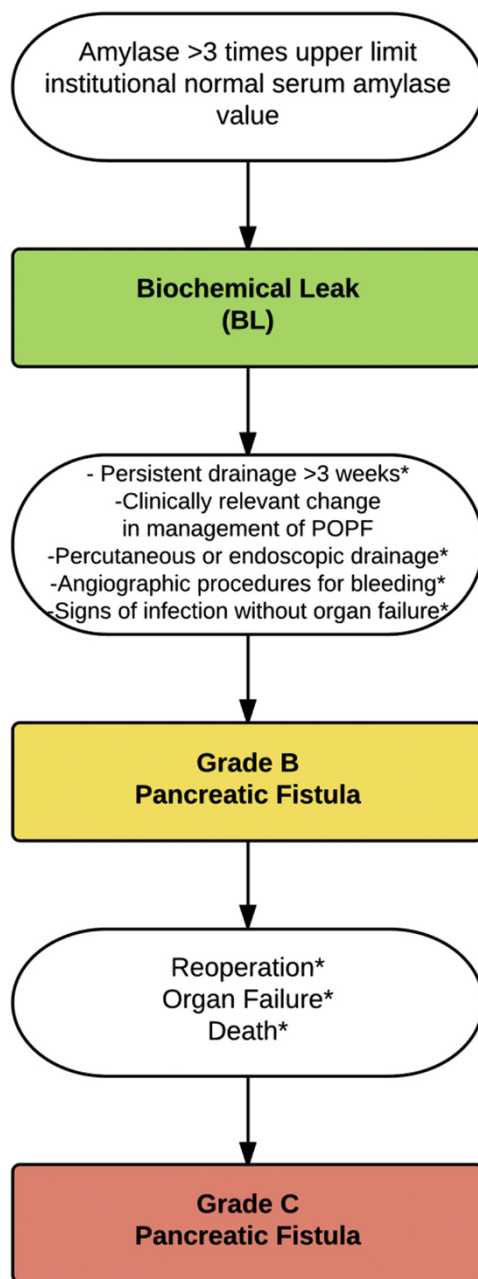 Amylase >3 times upper limit
institutional normal serum amylase
value
Biochemical Leak
(BL)
- Persistent drainage >3 weeks*
-Clinically relevant change
in management of POPF
-Percutaneous or endoscopic drainage*
-Angiographic procedures for bleeding*
-Signs of infection without organ failure*
Grade B
Pancreatic Fistula
Reoperation*
Organ Failure*
Death*
Grade C
Pancreatic Fistula